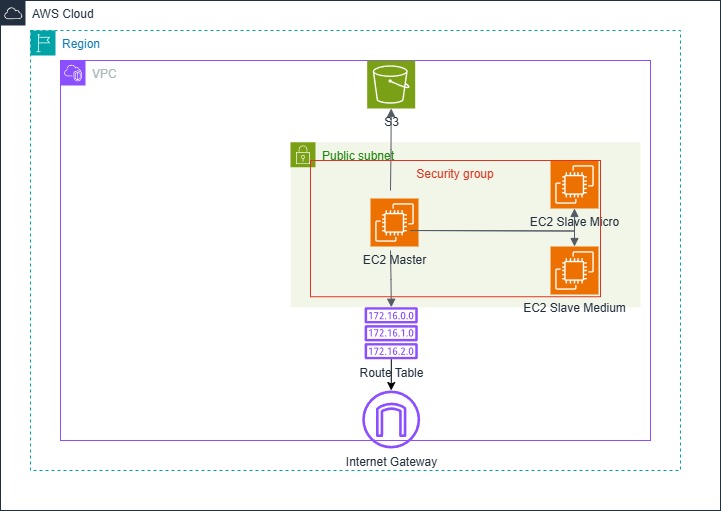 AWS Cloud
Region
VPC
S3
Public subnet
Security group
EC2 Slave Micro
EC2 Master
EC2 Slave Medium
172.16.0.0
172.16.1.0
172.16.2.0
Route Table
Internet Gateway